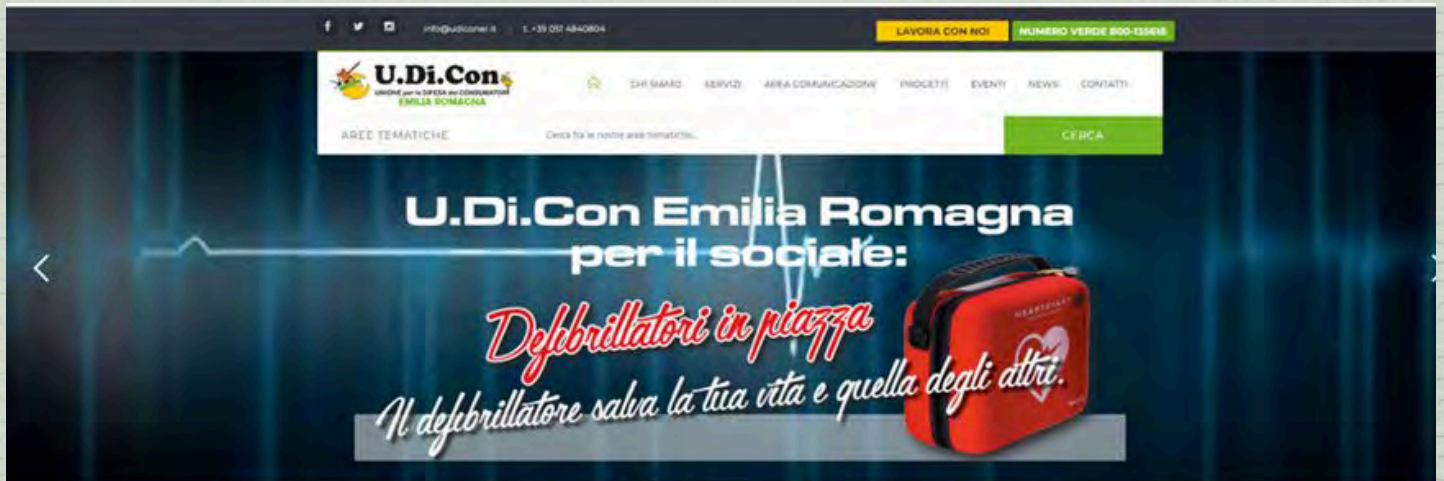 info@udiconer.it
t. +39 051 4840804
LAVORA CON NOI
NUMERO VERDE 800-135618
U.Di.Con
UNIONE per la DIFESA dei CONSUMATORI
EMILIA ROMAGNA
CHI SIAMO
SERVIZI
AREA COMUNICAZIONE
PROGETTI
EVENTI
NEWS
CONTATTI
AREE TEMATICHE
Cerca fra le nostre aree tematiche...
CERCA
U.Di.Con Emilia Romagna
per il sociale:
Defibrillatori in piazza
HEARTSTART
Il defibrillatore salva la tua vita e quella degli altri.